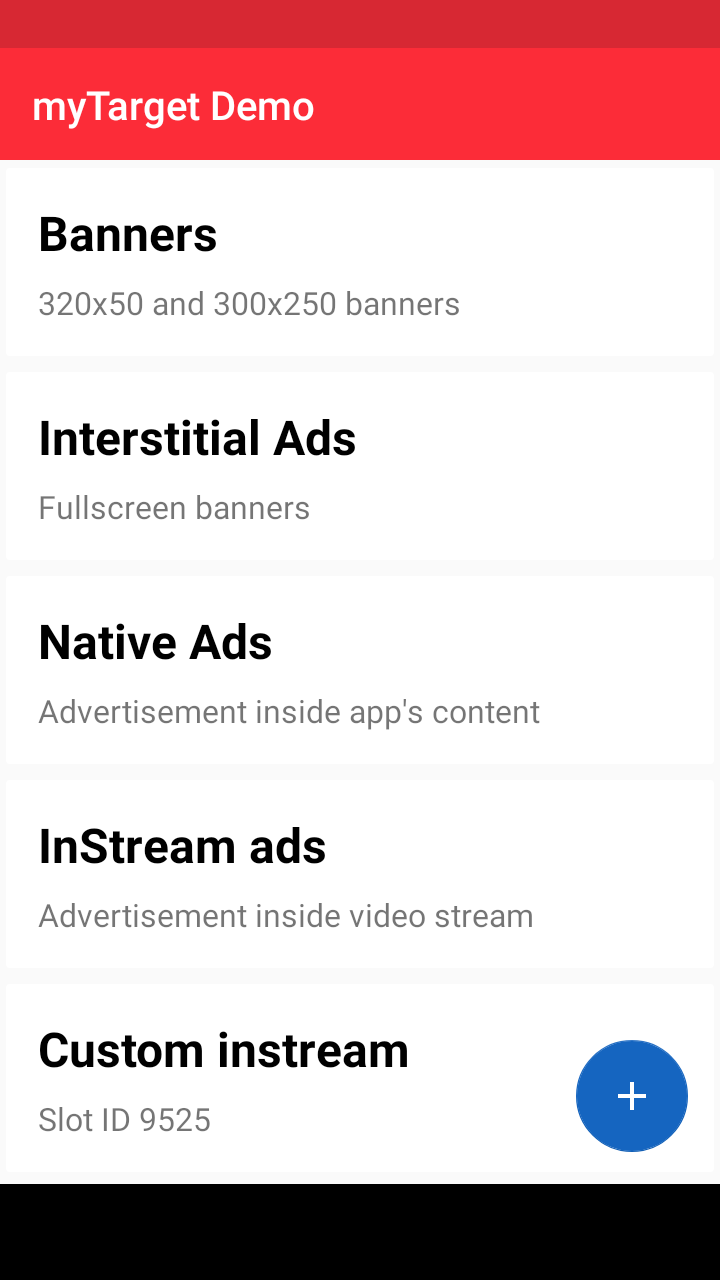 myTarget Demo
Banners
320x50 and 300x250 banners
Interstitial Ads
Fullscreen banners
Native Ads
Advertisement inside app's content
InStream ads
Advertisement inside video stream
Custom instream
Slot ID 9525